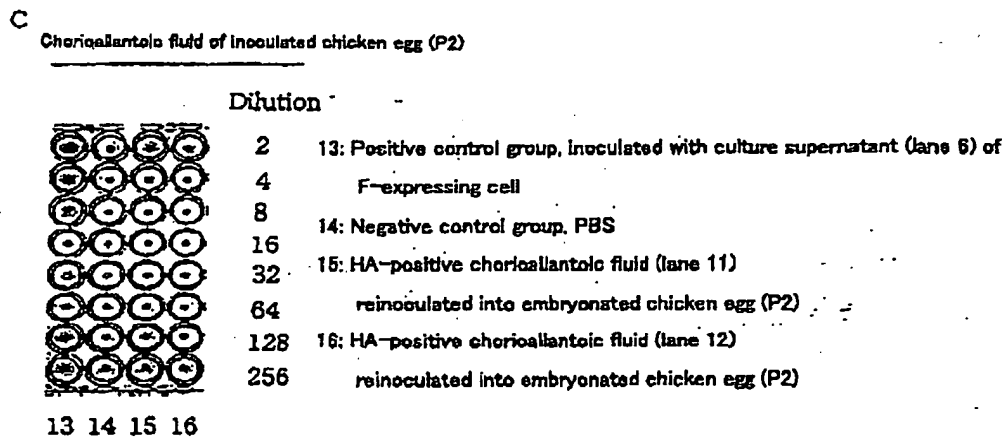 C
Chorioallantoic fluid of inoculated chicken egg (P2)
Dilution
2
4
8
16
32
64
128
256
13 14 15 16
13: Positive control group, inoculated with culture supernatant (lane 6) of
F-expressing cell
14: Negative control group, PBS
15: HA-positive chorioallantoic fluid (lane 11)
reinoculated into embryonated chicken egg (P2)
16: HA-positive chorioallantoic fluid (lane 12)
reinoculated into embryonated chicken egg (P2)